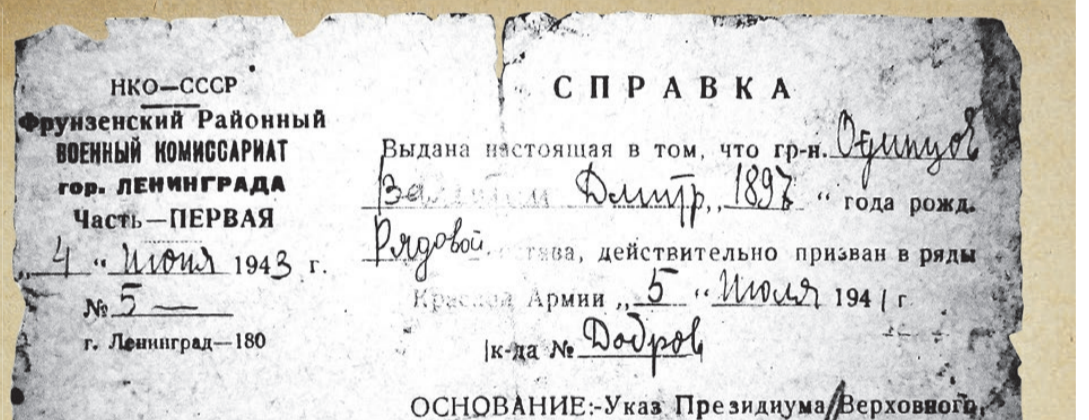 НКО—СССР
Фрунзенский Районный
ВОЕННЫЙ КОМИССАРИАТ
гор. ЛЕНИНГРАДА
Часть—ПЕРВАЯ
„ 4 “ Июня 1943 г.
№ 5 —
г. Ленинград—180
СПРАВКА
Выдана настоящая в том, что гр-н. Одинцов
Дмитр „ 1897 “ года рожд.
Рядовой состава, действительно призван в ряды
Красной Армии „ 5 “ Июля 1941 г
к-да № Добров
ОСНОВАНИЕ:-Указ Президиума Верховного